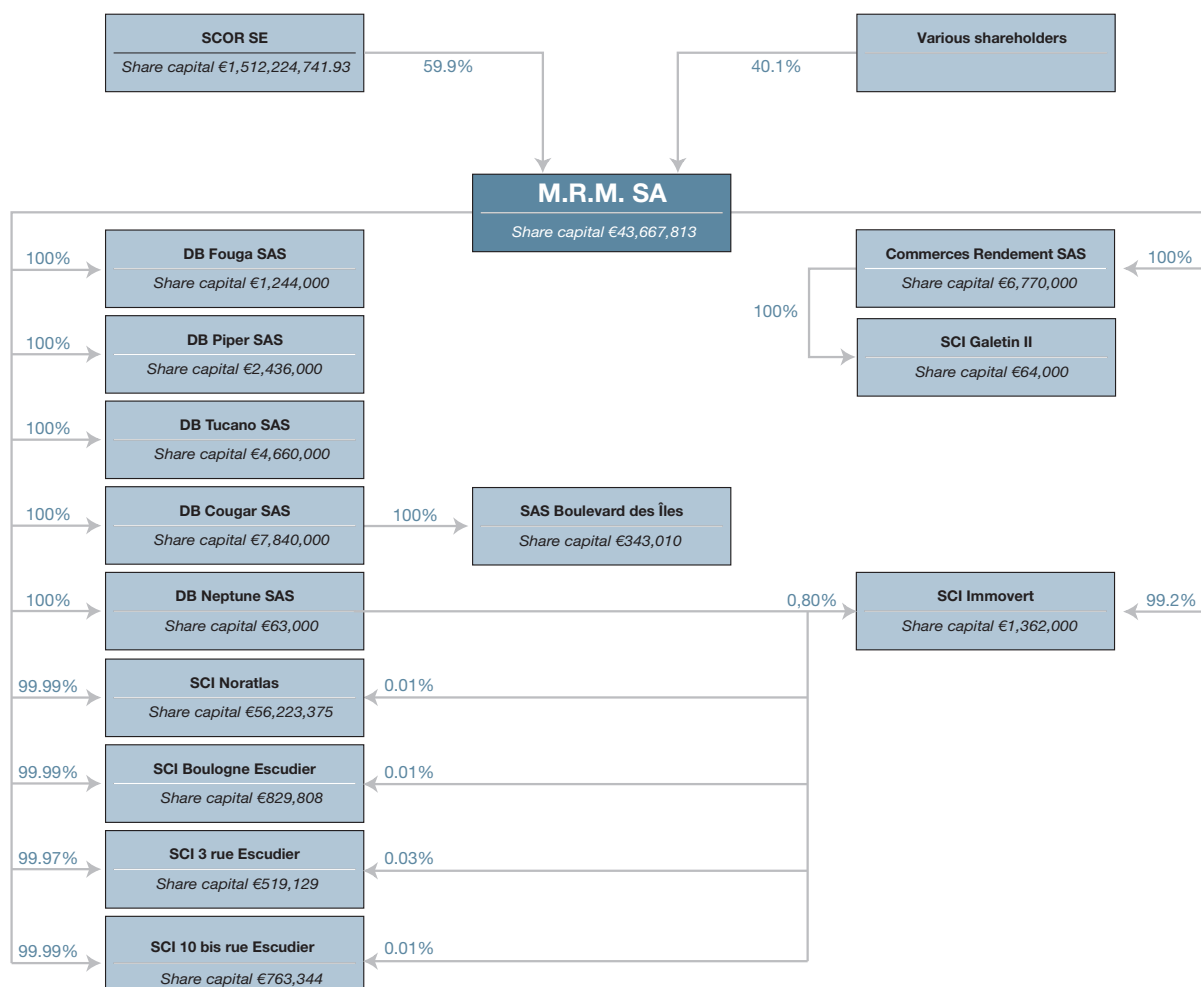 SCOR SE
Share capital €1,512,224,741.93
59.9%
Various shareholders
40.1%
M.R.M. SA
Share capital €43,667,813
100%
DB Fouga SAS
Share capital €1,244,000
Commerces Rendement SAS
Share capital €6,770,000
100%
100%
SCI Galetin II
Share capital €64,000
100%
DB Piper SAS
Share capital €2,436,000
100%
DB Tucano SAS
Share capital €4,660,000
100%
DB Cougar SAS
Share capital €7,840,000
100%
SAS Boulevard des Îles
Share capital €343,010
100%
DB Neptune SAS
Share capital €63,000
0,80%
SCI Immovert
Share capital €1,362,000
99.2%
99.99%
SCI Noratlas
Share capital €56,223,375
0.01%
99.99%
SCI Boulogne Escudier
Share capital €829,808
0.01%
99.97%
SCI 3 rue Escudier
Share capital €519,129
0.03%
99.99%
SCI 10 bis rue Escudier
Share capital €763,344
0.01%